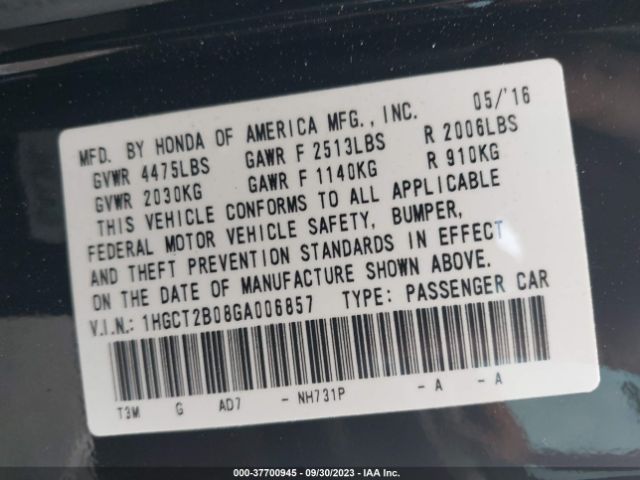 MFD. BY HONDA OF AMERICA MFG., INC. 05/'16
GVWR 4475LBS GAWR F 2513LBS R 2006LBS
GVWR 2030KG GAWR F 1140KG R 910KG
THIS VEHICLE CONFORMS TO ALL APPLICABLE
FEDERAL MOTOR VEHICLE SAFETY, BUMPER,
AND THEFT PREVENTION STANDARDS IN EFFECT
ON THE DATE OF MANUFACTURE SHOWN ABOVE.
V.I.N.: 1HGCT2B08GA006857 TYPE: PASSENGER CAR
T3M G AD7 - NH731P - A - A
000-37700945 - 09/30/2023 - IAA Inc.